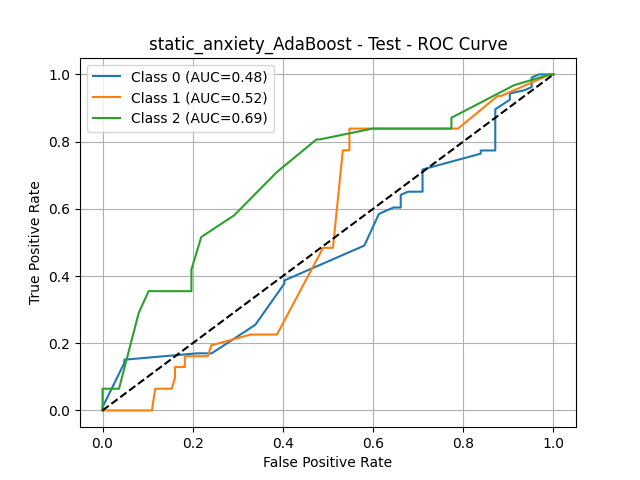 static_anxiety_AdaBoost - Test - ROC Curve
Class 0 (AUC=0.48)
Class 1 (AUC=0.52)
Class 2 (AUC=0.69)
True Positive Rate
1.0
0.8
0.6
0.4
0.2
0.0
0.0 0.2 0.4 0.6 0.8 1.0
False Positive Rate